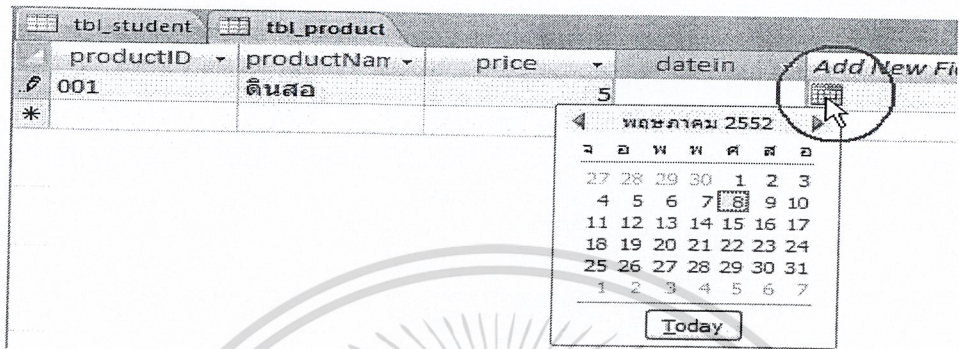 tbl_student tbl_product
productID productNam price datein Add New Fi
001 ดินสอ 5
*
พฤษภาคม 2552
จ อ พ พ ศ ส อ
27 28 29 30 1 2 3
4 5 6 7 8 9 10
11 12 13 14 15 16 17
18 19 20 21 22 23 24
25 26 27 28 29 30 31
1 2 3 4 5 6 7
Today